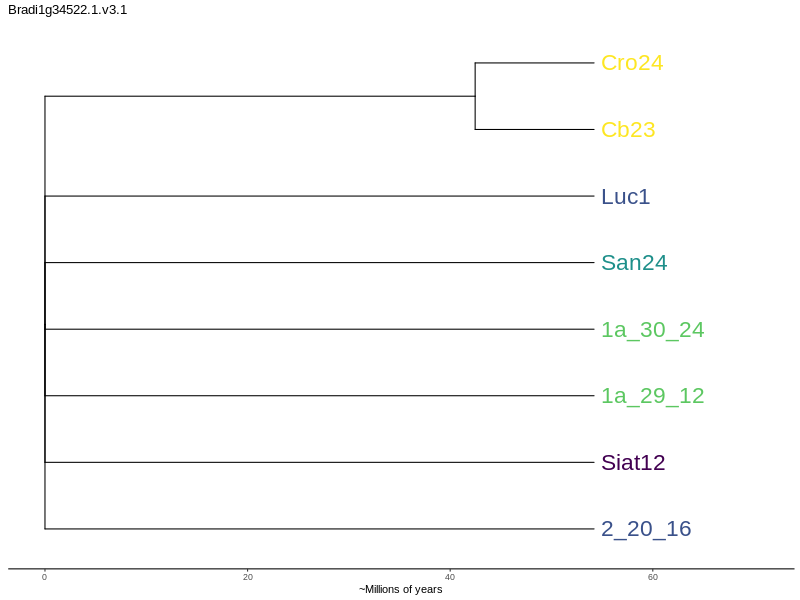 Bradi1g34522.1.v3.1
Cro24
Cb23
Luc1
San24
1a_30_24
1a_29_12
Siat12
2_20_16
0 20 40 60
~Millions of years